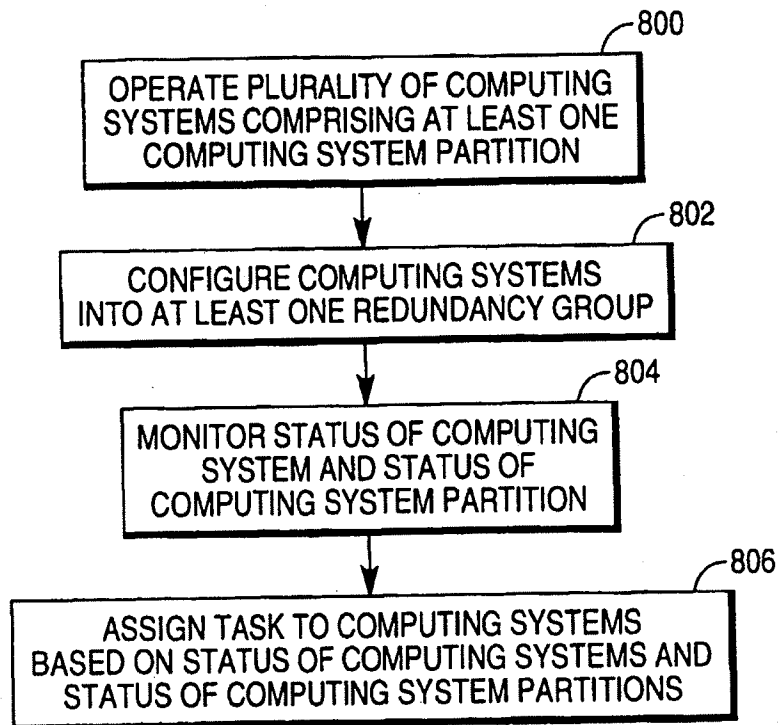 800
OPERATE PLURALITY OF COMPUTING
SYSTEMS COMPRISING AT LEAST ONE
COMPUTING SYSTEM PARTITION
802
CONFIGURE COMPUTING SYSTEMS
INTO AT LEAST ONE REDUNDANCY GROUP
804
MONITOR STATUS OF COMPUTING
SYSTEM AND STATUS OF
COMPUTING SYSTEM PARTITION
806
ASSIGN TASK TO COMPUTING SYSTEMS
BASED ON STATUS OF COMPUTING SYSTEMS AND
STATUS OF COMPUTING SYSTEM PARTITIONS